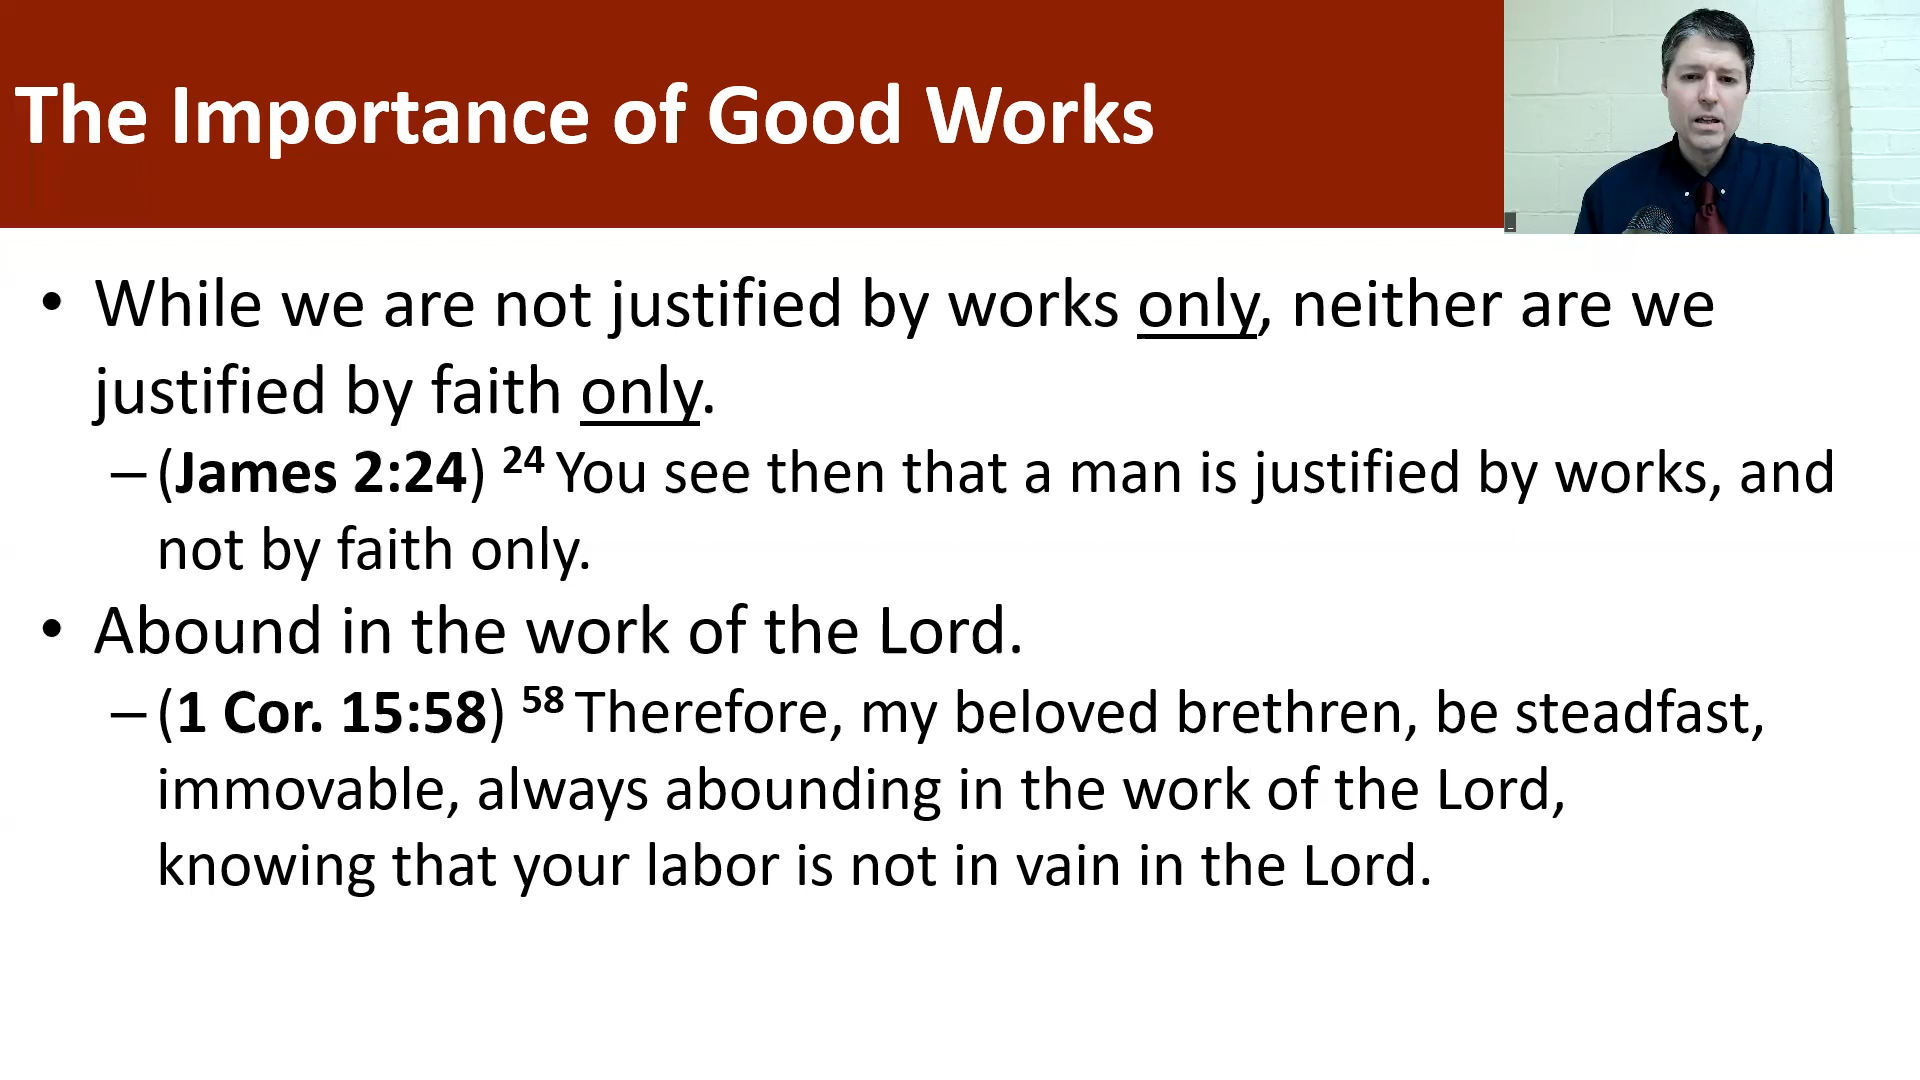 The Importance of Good Works
• While we are not justified by works only, neither are we
justified by faith only.
– (James 2:24) 24 You see then that a man is justified by works, and
not by faith only.
• Abound in the work of the Lord.
– (1 Cor. 15:58) 58 Therefore, my beloved brethren, be steadfast,
immovable, always abounding in the work of the Lord,
knowing that your labor is not in vain in the Lord.